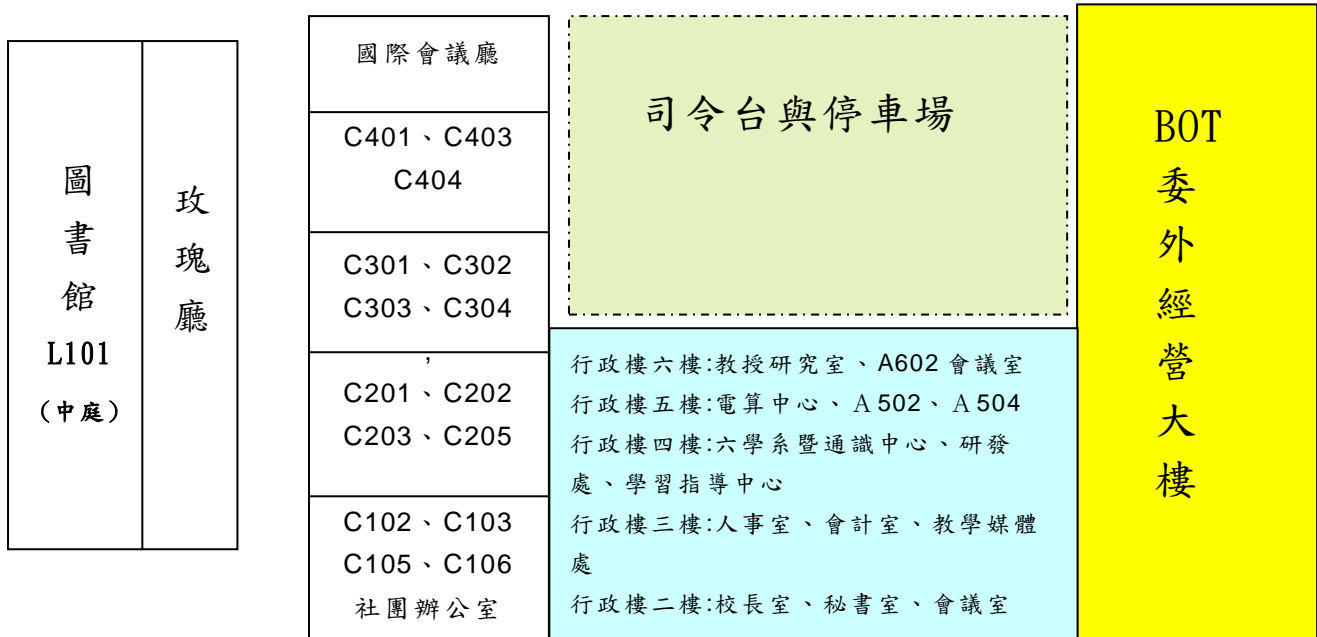 圖
書
館
L101
（中庭）
玫
瑰
廳
國際會議廳
C401、C403
C404
C301、C302
C303、C304
,
C201、C202
C203、C205
C102、C103
C105、C106
社團辦公室
司令台與停車場
行政樓六樓:教授研究室、A602 會議室
行政樓五樓:電算中心、Ａ502、Ａ504
行政樓四樓:六學系暨通識中心、研發
處、學習指導中心
行政樓三樓:人事室、會計室、教學媒體
處
行政樓二樓:校長室、秘書室、會議室
BOT
委
外
經
營
大
樓